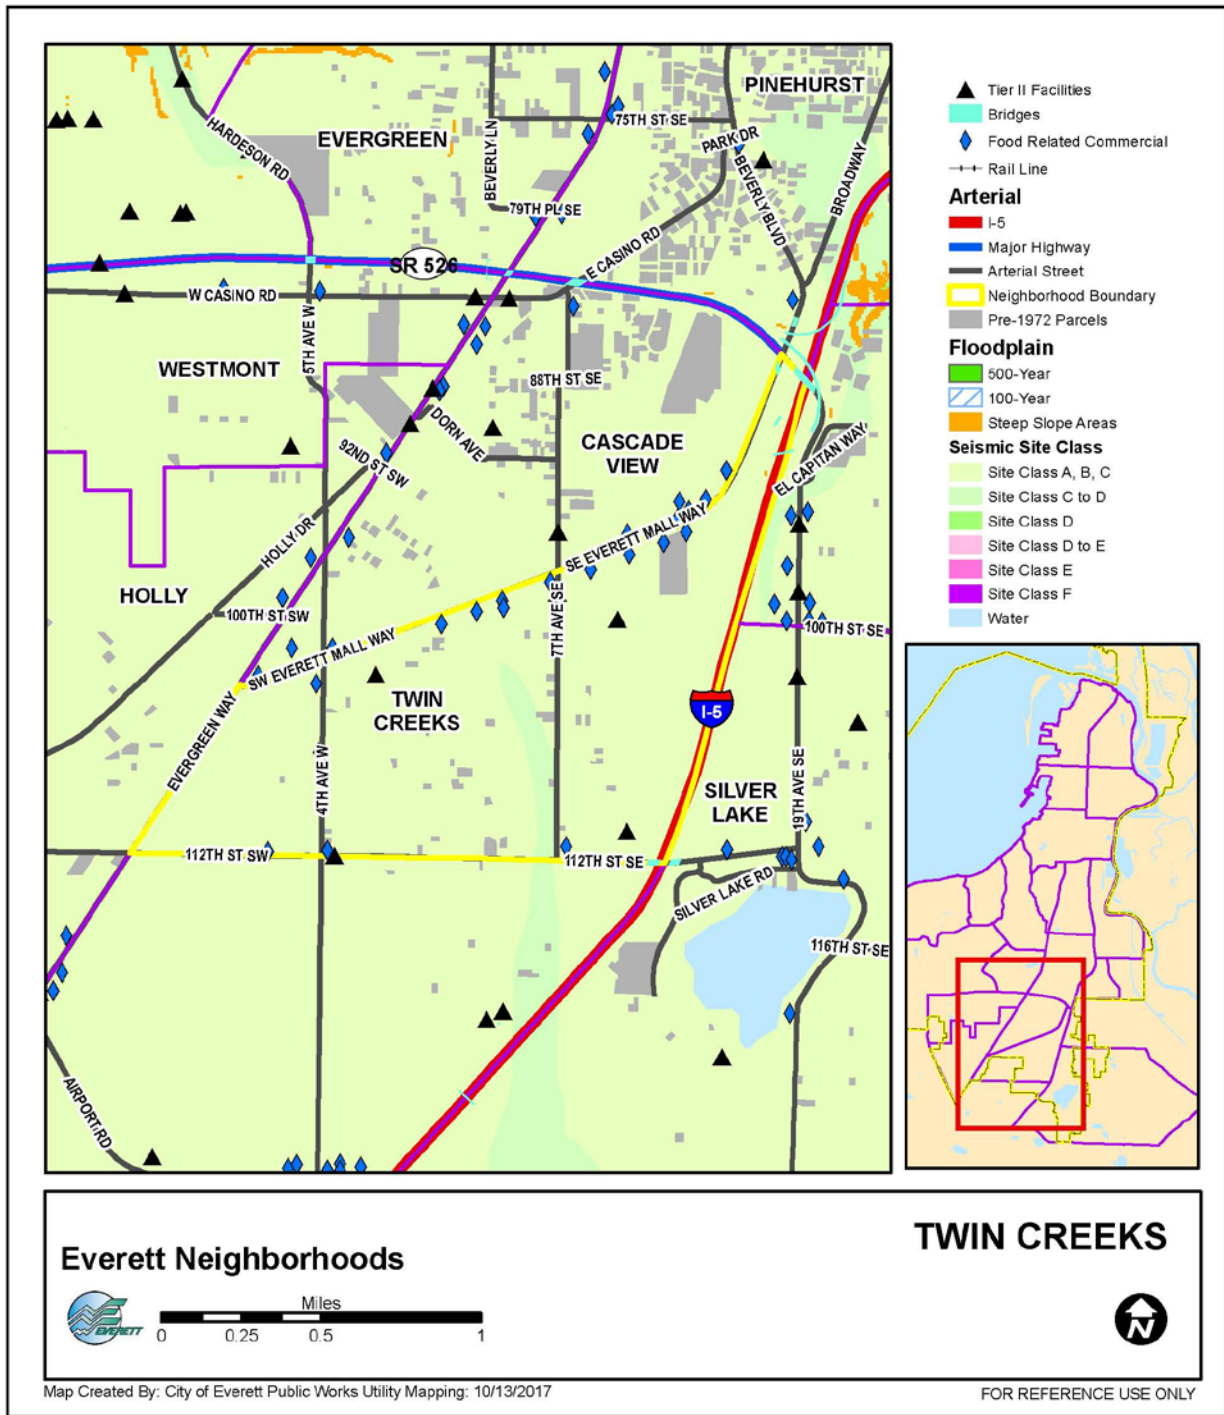 PINEHURST
EVERGREEN
HARDESON RD
BEVERLY LN
75TH ST SE
PARK DR
BEVERLY BLVD
BROADWAY
79TH PL SE
E CASINO RD
SR 526
W CASINO RD
5TH AVE W
WESTMONT
88TH ST SE
DORN AVE
CASCADE
VIEW
92ND ST SW
EL CAPITAN WAY
HOLLY DR
SE EVERETT MALL WAY
HOLLY
100TH ST SW
7TH AVE SE
100TH ST SE
SW EVERETT MALL WAY
TWIN
CREEKS
EVERGREEN WAY
4TH AVE W
I-5
SILVER
LAKE
19TH AVE SE
112TH ST SW
112TH ST SE
SILVER LAKE RD
116TH ST SE
AIRPORT RD
Tier II Facilities
Bridges
Food Related Commercial
Rail Line
Arterial
I-5
Major Highway
Arterial Street
Neighborhood Boundary
Pre-1972 Parcels
Floodplain
500-Year
100-Year
Steep Slope Areas
Seismic Site Class
Site Class A, B, C
Site Class C to D
Site Class D
Site Class D to E
Site Class E
Site Class F
Water
Everett Neighborhoods
TWIN CREEKS
EVERETT
Miles
0 0.25 0.5 1
N
Map Created By: City of Everett Public Works Utility Mapping: 10/13/2017
FOR REFERENCE USE ONLY